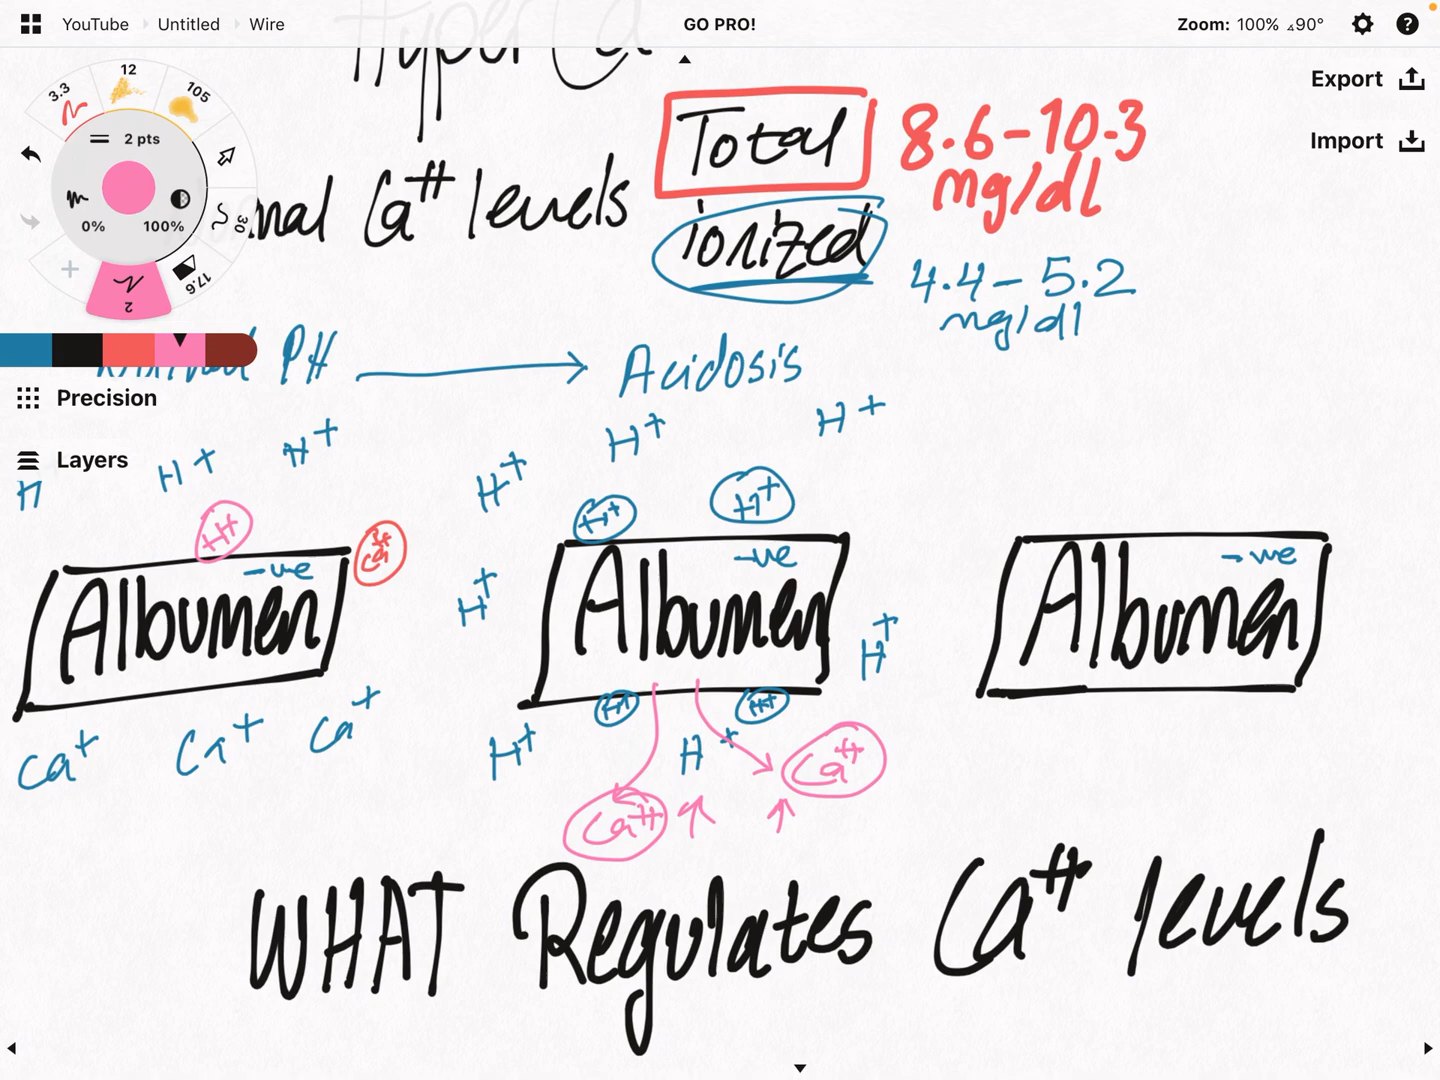 YouTube Untitled Wire GO PRO! Zoom: 100% ⦟90°
Export
Import
12
3.3
105
2 pts
0% 100%
30
17.6
2
Hyper Ca
Total 8.6-10.3
mg/dl
Ca++ levels
ionized
4.4-5.2
mg/dl
PH → Acidosis
Precision
Layers
H+ H+ H+ H+ H+
H+ H+ H+
Ca++
-ve -ve -ve
Albumen Albumen Albumen
H+ H+
H+ H+
Ca+ Ca+ Ca+ H+ H+ Ca++
Ca++ ↑ ↑
WHAT Regulates Ca++ levels